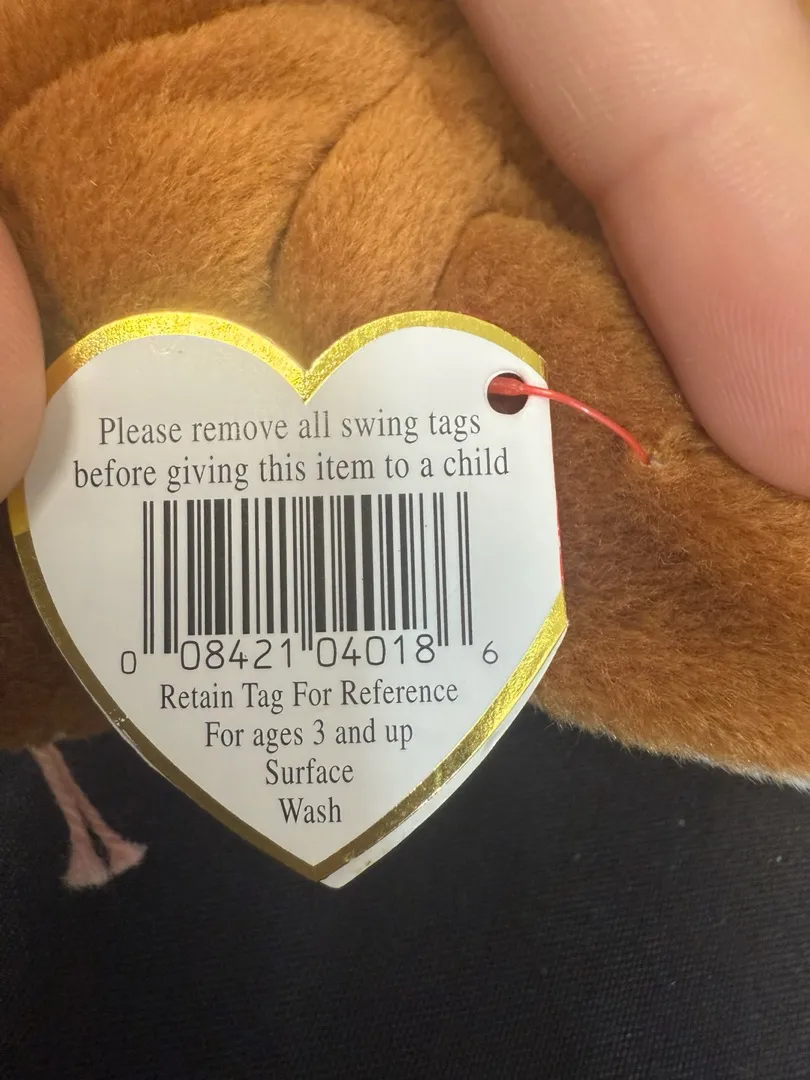 Please remove all swing tags
before giving this item to a child
0 08421 04018 6
Retain Tag For Reference
For ages 3 and up
Surface
Wash